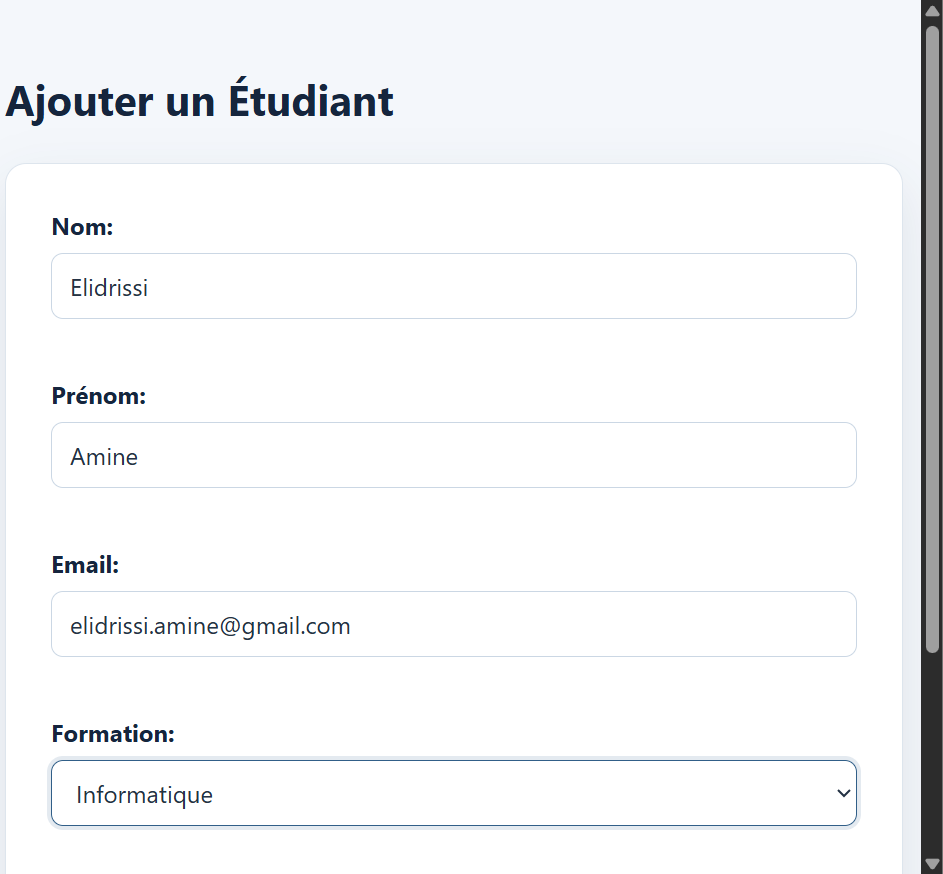 Ajouter un Étudiant
Nom:
Elidrissi
Prénom:
Amine
Email:
elidrissi.amine@gmail.com
Formation:
Informatique